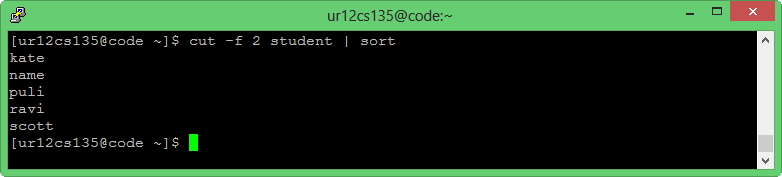 ur12cs135@code:~
[ur12cs135@code ~]$ cut -f 2 student | sort
kate
name
puli
ravi
scott
[ur12cs135@code ~]$